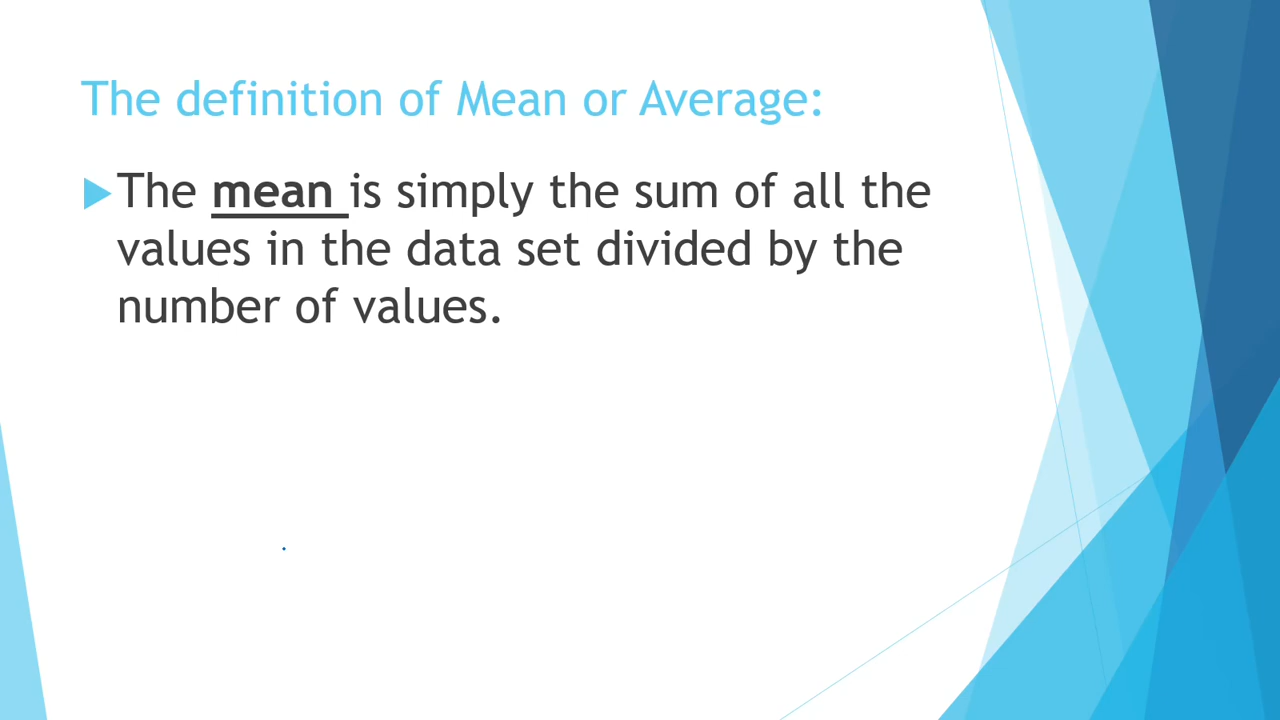 The definition of Mean or Average:
The mean is simply the sum of all the
values in the data set divided by the
number of values.